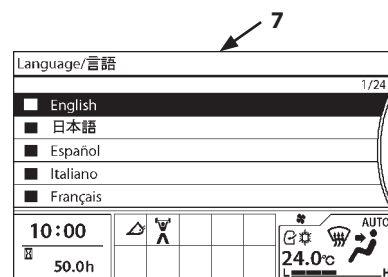 7
Language/言語
1/24
English
日本語
Español
Italiano
Français
10:00
AUTO
50.0h
24.0℃
L H